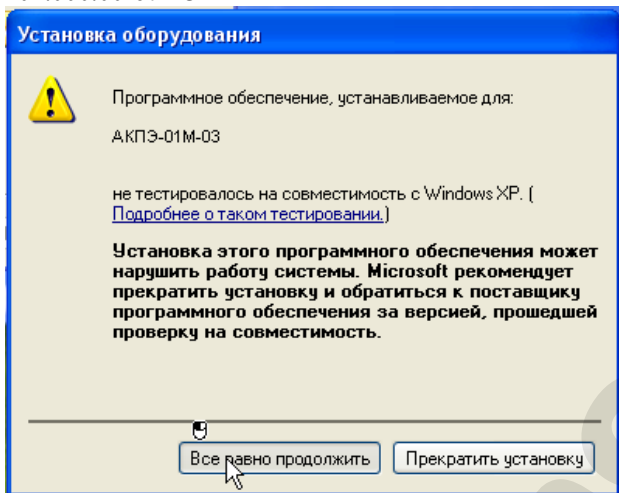 Установка оборудования
Программное обеспечение, устанавливаемое для:
АКПЭ-01М-03
не тестировалось на совместимость с Windows XP. (
Подробнее о таком тестировании.)
Установка этого программного обеспечения может
нарушить работу системы. Microsoft рекомендует
прекратить установку и обратиться к поставщику
программного обеспечения за версией, прошедшей
проверку на совместимость.
Все равно продолжить
Прекратить установку